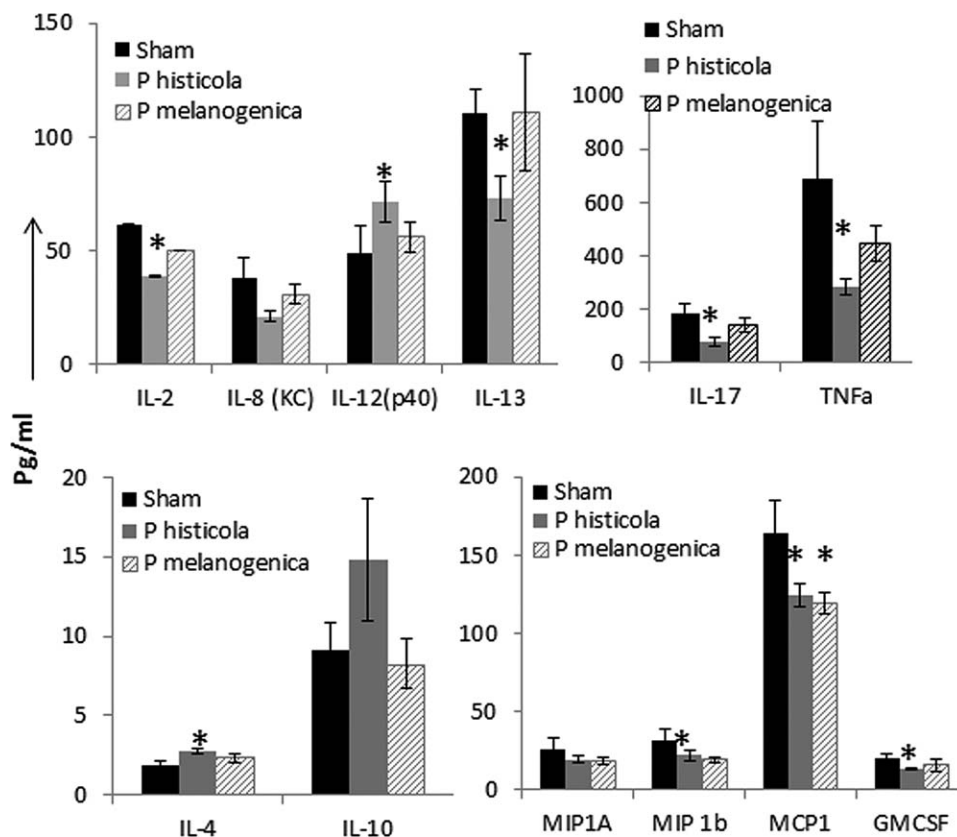 150
100
50
0
Sham
P histicola
P melanogenica
*
*
*
IL-2 IL-8 (KC) IL-12(p40) IL-13
Sham
P histicola
P melanogenica
1000
800
600
400
200
0
*
*
IL-17 TNFa
Pg/ml
20
15
10
5
0
Sham
P histicola
P melanogenica
*
IL-4 IL-10
200
150
100
50
0
Sham
P histicola
P melanogenica
* *
*
*
MIP1A MIP 1b MCP1 GMCSF